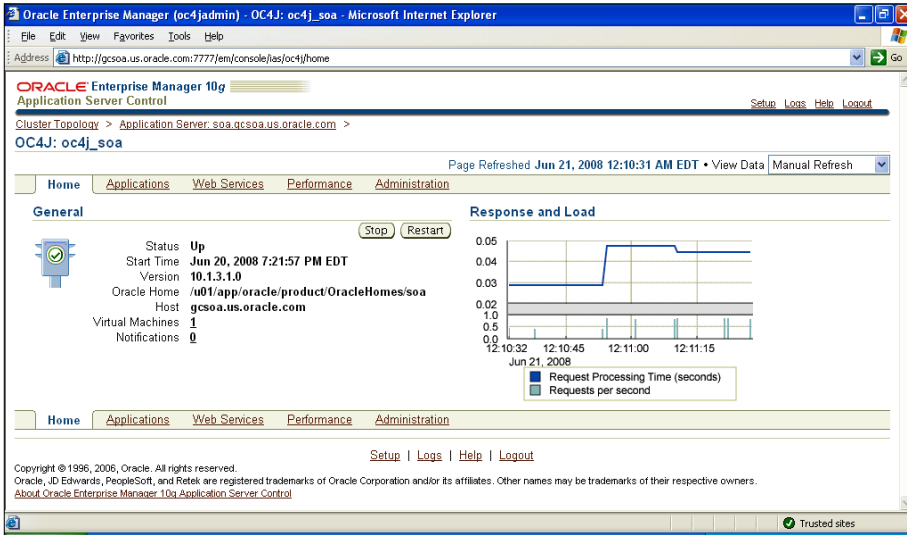 Oracle Enterprise Manager (oc4jadmin) - OC4J: oc4j_soa - Microsoft Internet Explorer
File Edit View Favorites Tools Help
Address http://gcsoa.us.oracle.com:7777/em/console/ias/oc4j/home Go
ORACLE Enterprise Manager 10g
Application Server Control
Setup Logs Help Logout
Cluster Topology > Application Server: soa.gcsoa.us.oracle.com >
OC4J: oc4j_soa
Page Refreshed Jun 21, 2008 12:10:31 AM EDT • View Data Manual Refresh
Home Applications Web Services Performance Administration
General
Stop Restart
Status Up
Start Time Jun 20, 2008 7:21:57 PM EDT
Version 10.1.3.1.0
Oracle Home /u01/app/oracle/product/OracleHomes/soa
Host gcsoa.us.oracle.com
Virtual Machines 1
Notifications 0
Response and Load
0.05
0.04
0.03
0.02
1.0
0.5
0.0
12:10:32 12:10:45 12:11:00 12:11:15
Jun 21, 2008
Request Processing Time (seconds)
Requests per second
Home Applications Web Services Performance Administration
Setup | Logs | Help | Logout
Copyright © 1996, 2006, Oracle. All rights reserved.
Oracle, JD Edwards, PeopleSoft, and Retek are registered trademarks of Oracle Corporation and/or its affiliates. Other names may be trademarks of their respective owners.
About Oracle Enterprise Manager 10g Application Server Control
Trusted sites